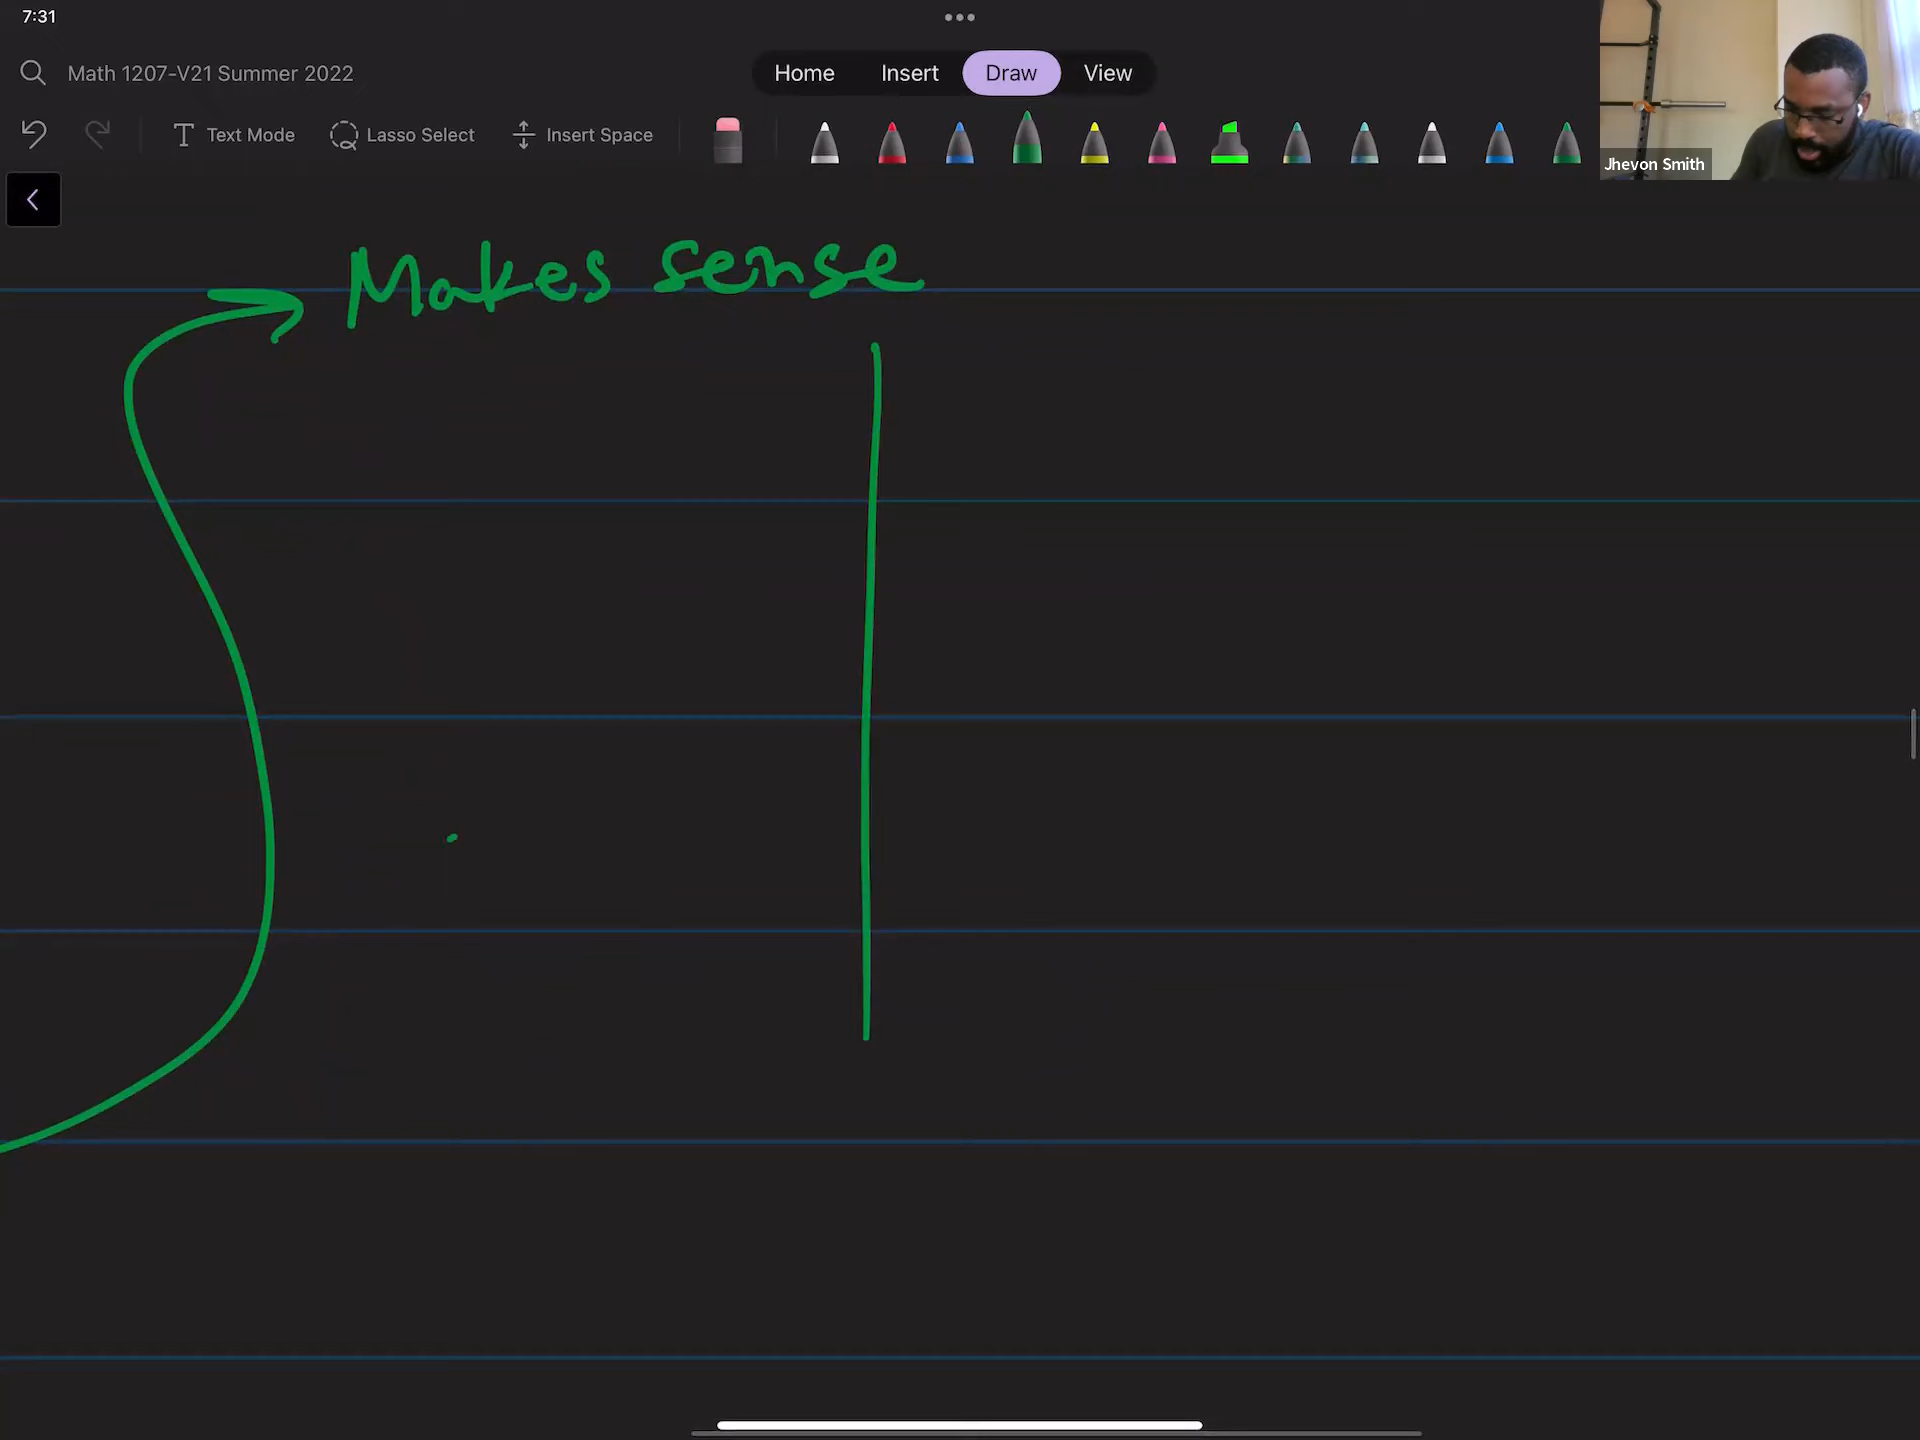 7:31
Math 1207-V21 Summer 2022
Home Insert Draw View
Text Mode Lasso Select Insert Space
Jhevon Smith
Makes sense